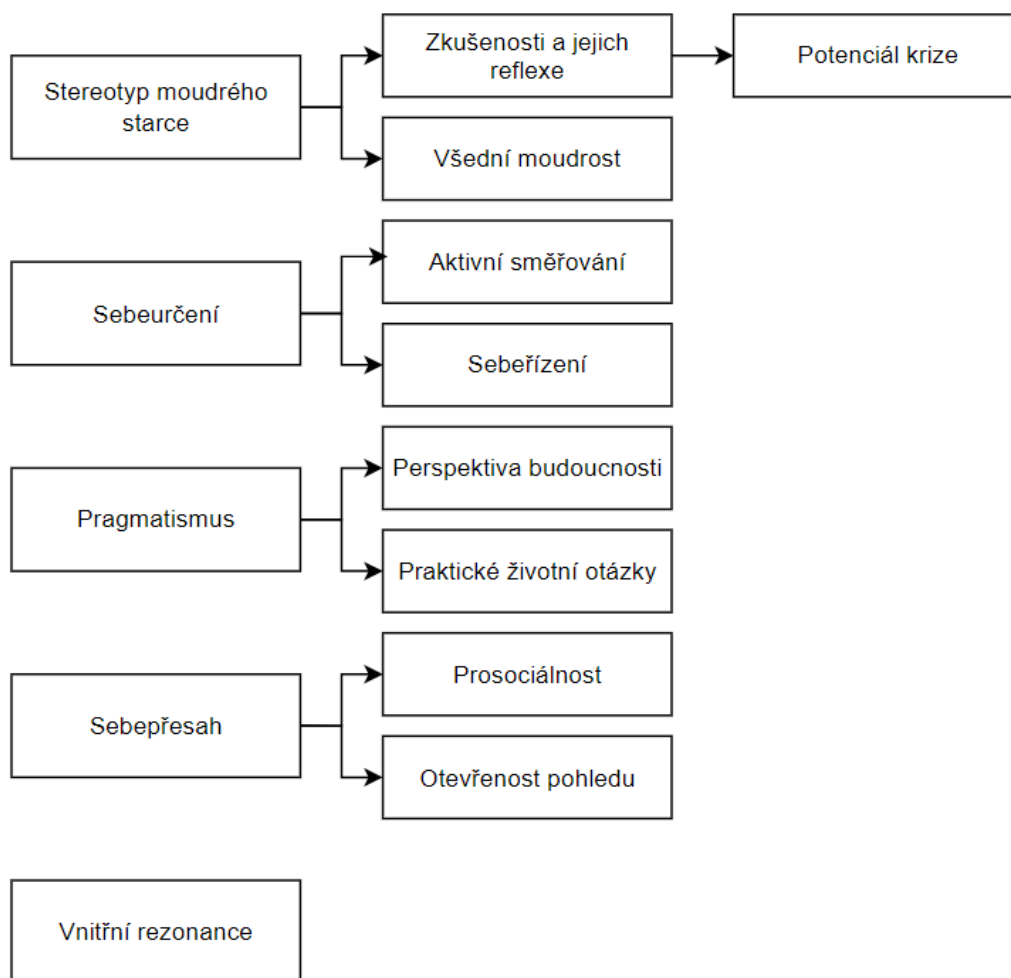 Stereotyp moudrého
starce
Zkušenosti a jejich
reflexe
Potenciál krize
Všední moudrost
Sebeurčení
Aktivní směřování
Sebeřízení
Pragmatismus
Perspektiva budoucnosti
Praktické životní otázky
Sebepřesah
Prosociálnost
Otevřenost pohledu
Vnitřní rezonance